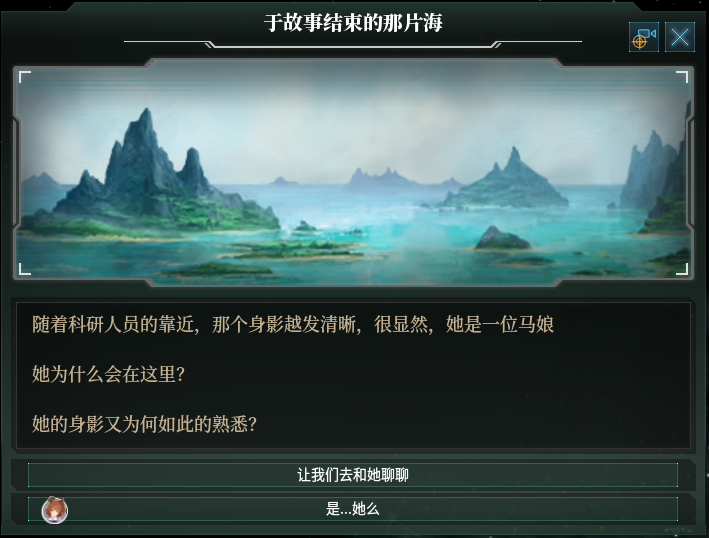 于故事结束的那片海
随着科研人员的靠近，那个身影越发清晰，很显然，她是一位马娘
她为什么会在这里？
她的身影又为何如此的熟悉？
让我们去和她聊聊
是...她么